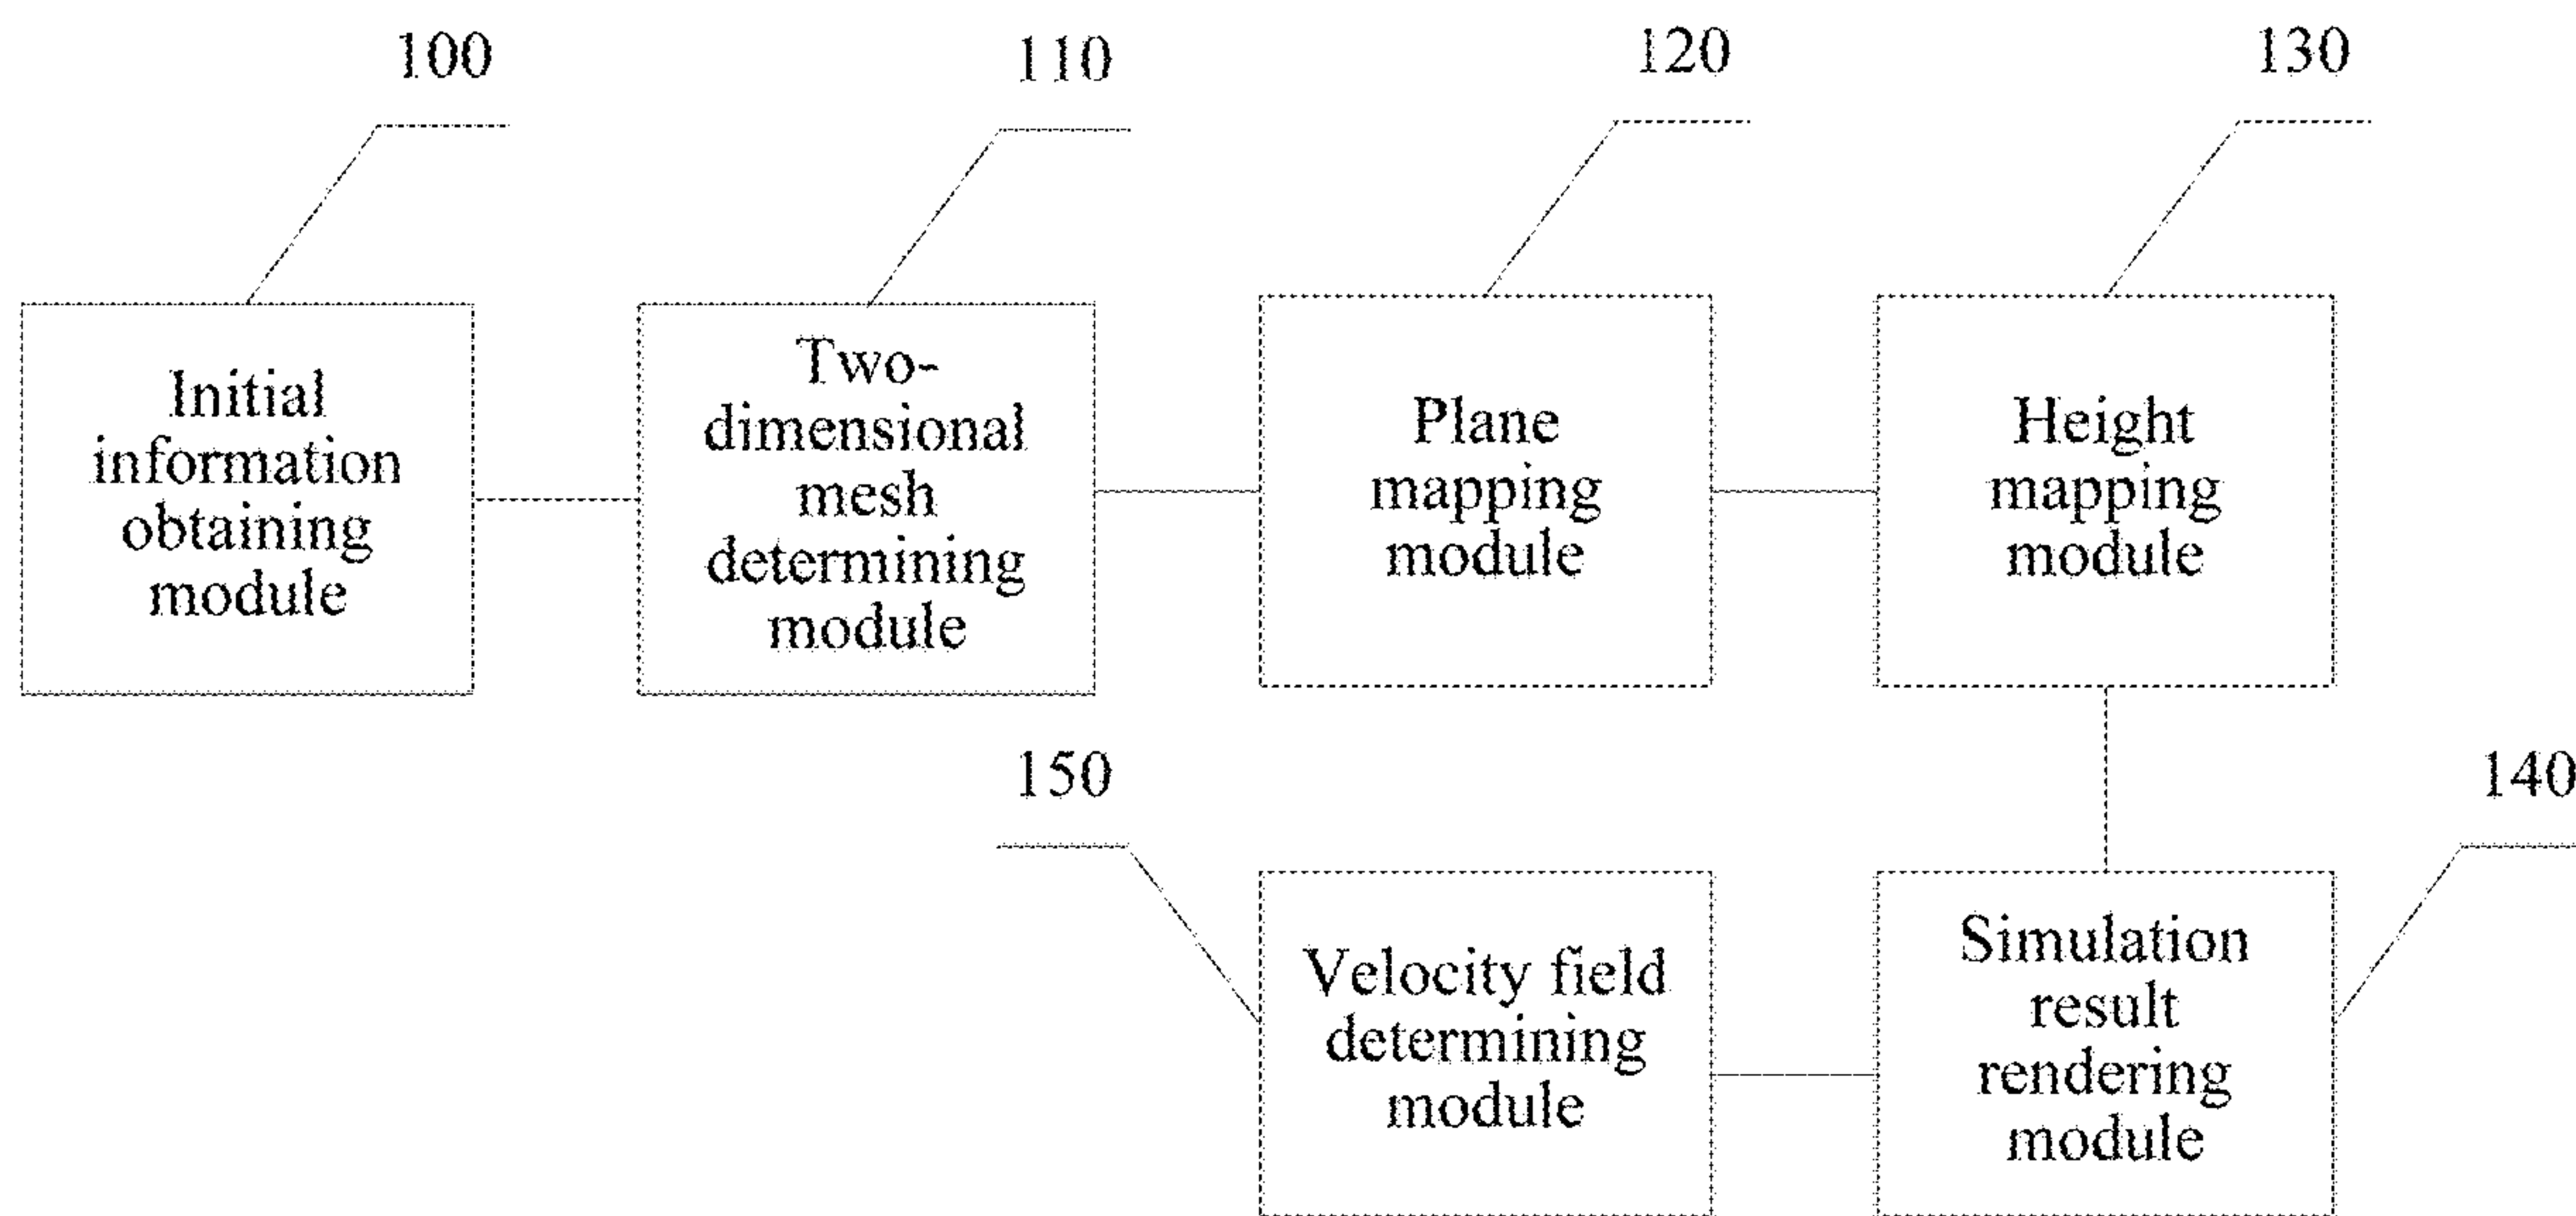 100
110
120
130
Initial
information
obtaining
module
Two-
dimensional
mesh
determining
module
Plane
mapping
module
Height
mapping
module
150
140
Velocity field
determining
module
Simulation
result
rendering
module